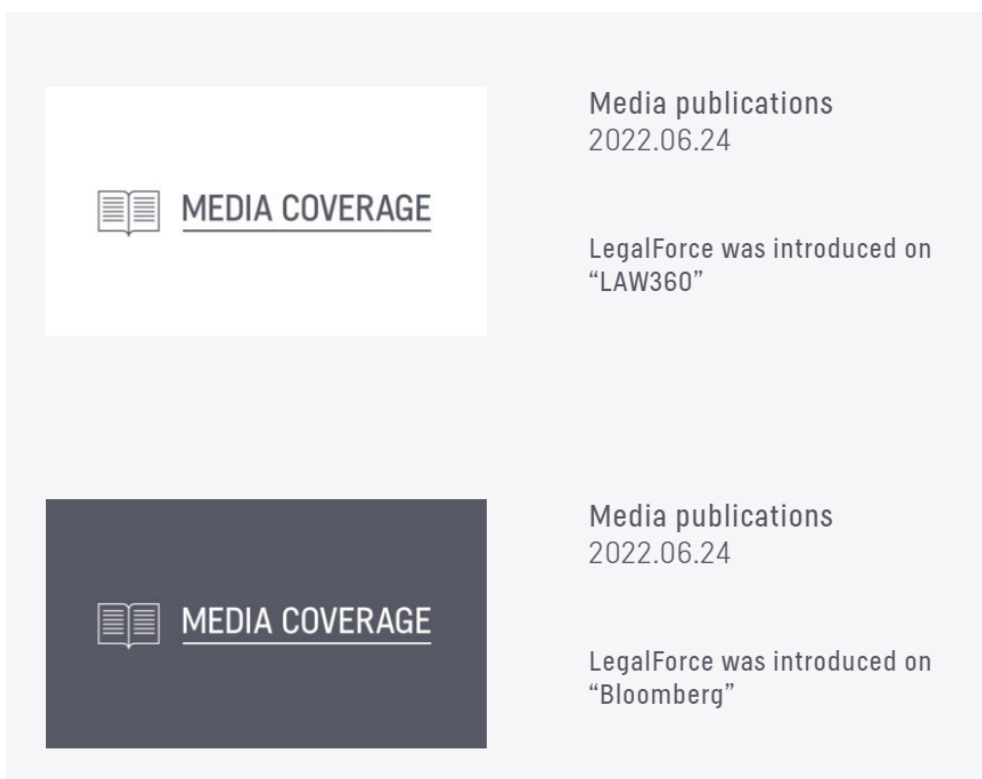 MEDIA COVERAGE
Media publications
2022.06.24
LegalForce was introduced on
“LAW360”
MEDIA COVERAGE
Media publications
2022.06.24
LegalForce was introduced on
“Bloomberg”